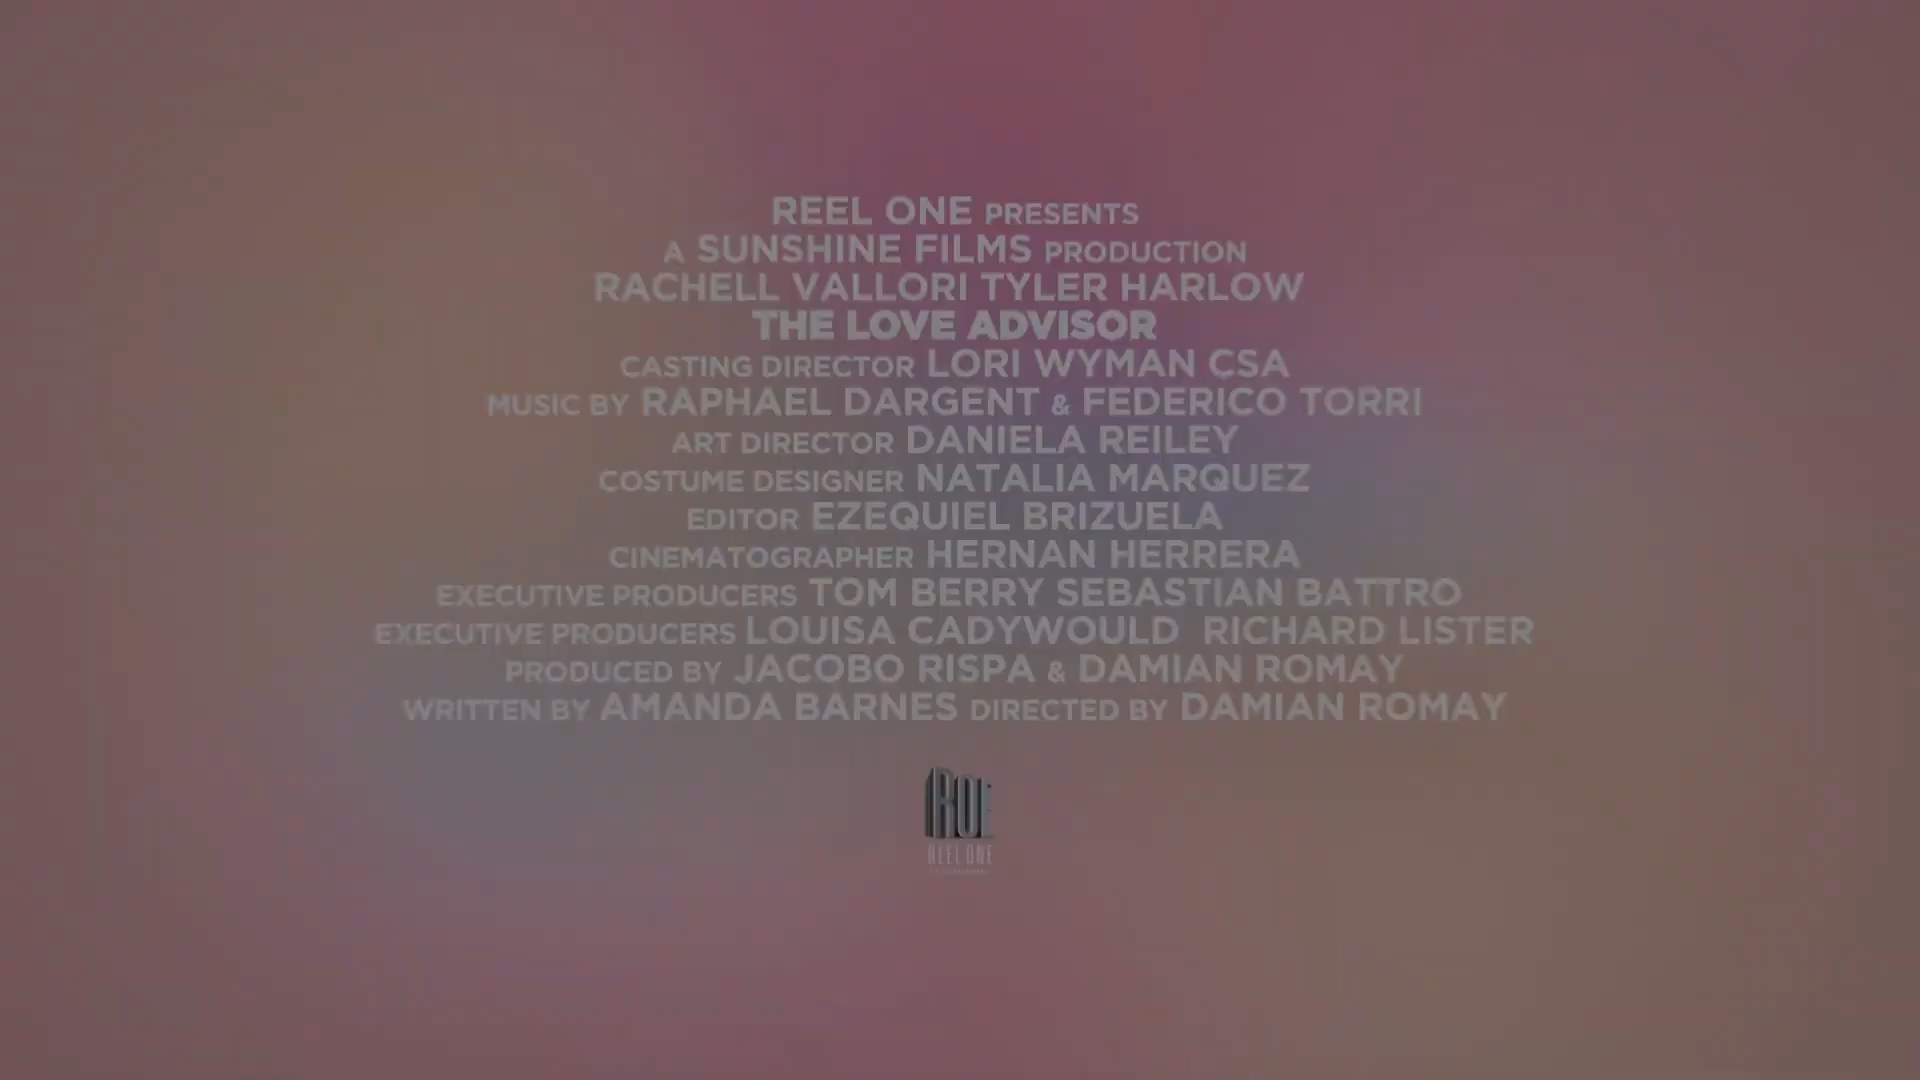 REEL ONE PRESENTS
A SUNSHINE FILMS PRODUCTION
RACHELL VALLORI TYLER HARLOW
THE LOVE ADVISOR
CASTING DIRECTOR LORI WYMAN CSA
MUSIC BY RAPHAEL DARGENT & FEDERICO TORRI
ART DIRECTOR DANIELA REILEY
COSTUME DESIGNER NATALIA MARQUEZ
EDITOR EZEQUIEL BRIZUELA
CINEMATOGRAPHER HERNAN HERRERA
EXECUTIVE PRODUCERS TOM BERRY SEBASTIAN BATTRO
EXECUTIVE PRODUCERS LOUISA CADYWOULD RICHARD LISTER
PRODUCED BY JACOBO RISPA & DAMIAN ROMAY
WRITTEN BY AMANDA BARNES DIRECTED BY DAMIAN ROMAY
ROE
REEL ONE